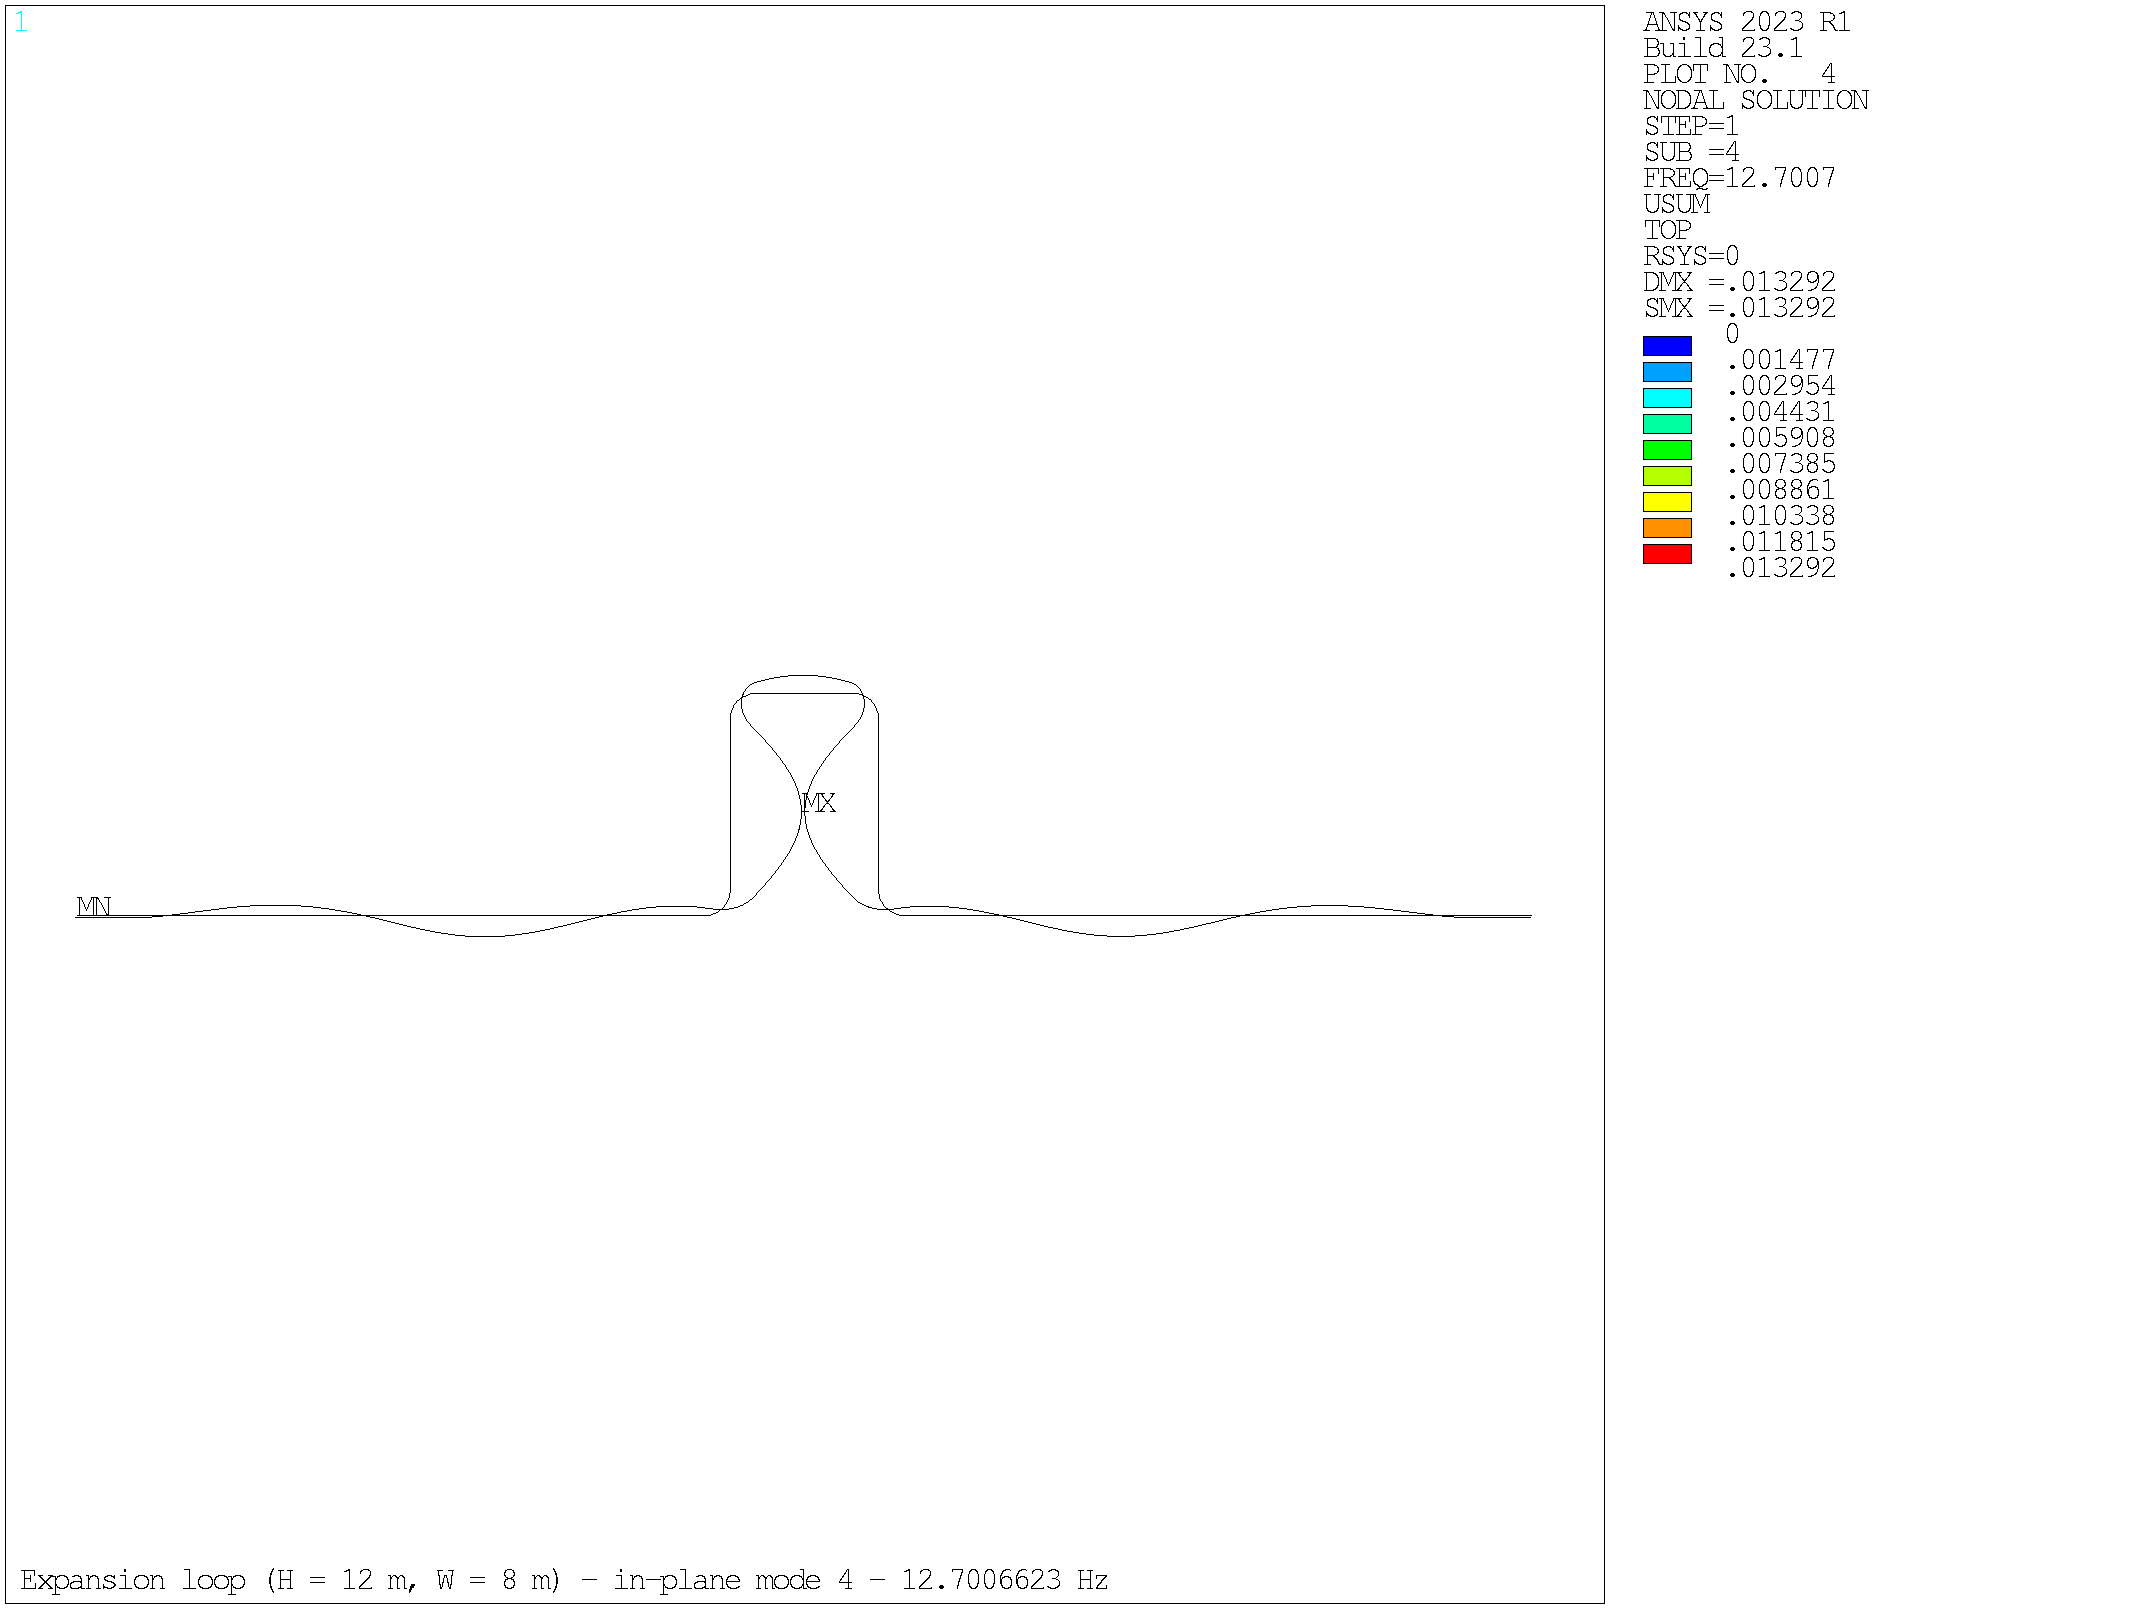 1
ANSYS 2023 R1
Build 23.1
PLOT NO.   4
NODAL SOLUTION
STEP=1
SUB =4
FREQ=12.7007
USUM
TOP
RSYS=0
DMX =.013292
SMX =.013292
0
.001477
.002954
.004431
.005908
.007385
.008861
.010338
.011815
.013292
MX
MN
Expansion loop (H = 12 m, W = 8 m) - in-plane mode 4 - 12.7006623 Hz